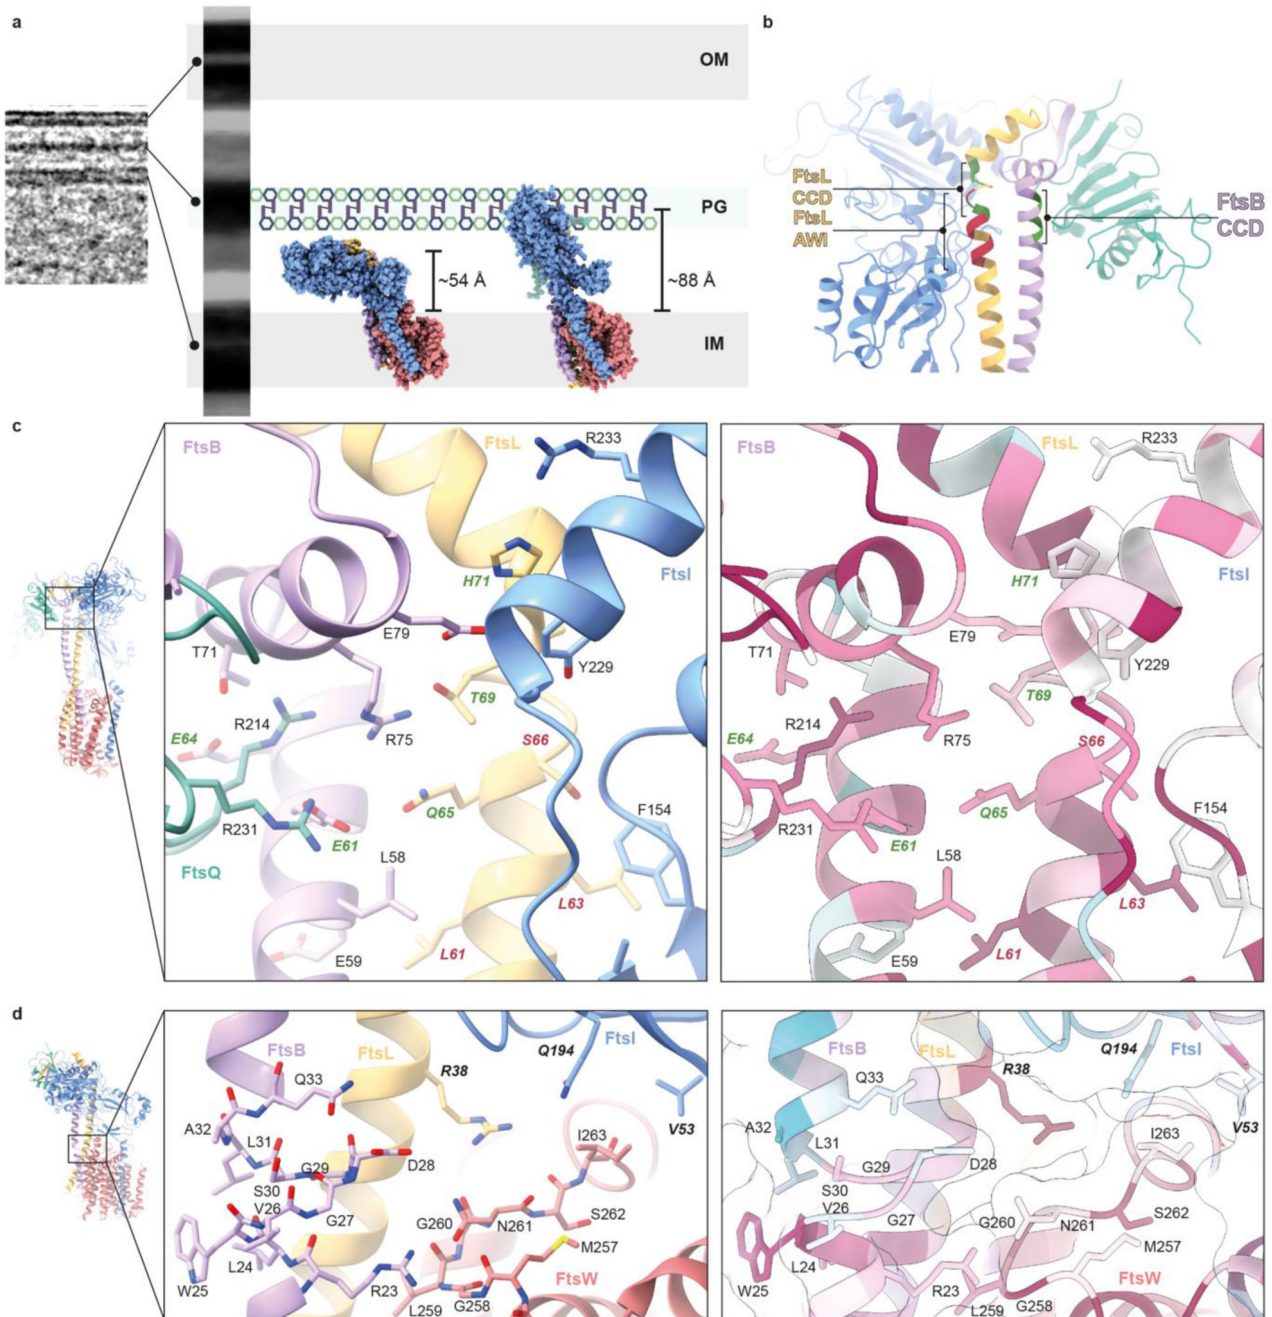 a
OM
PG
~54 Å
~88 Å
IM
b
FtsL
CCD
FtsL
AWI
FtsB
CCD
c
FtsB
FtsL
R233
H71
FtsI
E79
T71
Y229
T69
R214
R75
S66
E64
Q65
F154
R231
E61
FtsQ
L58
L63
E59
L61
FtsB
FtsL
R233
H71
FtsI
E79
T71
Y229
T69
R214
R75
S66
E64
Q65
F154
R231
E61
L58
L63
E59
L61
d
FtsB
FtsL
Q194
FtsI
R38
Q33
A32
V53
L31
I263
G29
D28
S30
V26
G27
G260
N261
S262
M257
L24
FtsW
W25
R23
L259
G258
FtsB
FtsL
Q194
FtsI
R38
Q33
A32
V53
L31
I263
G29
D28
S30
V26
G27
G260
N261
S262
M257
L24
FtsW
W25
R23
L259
G258